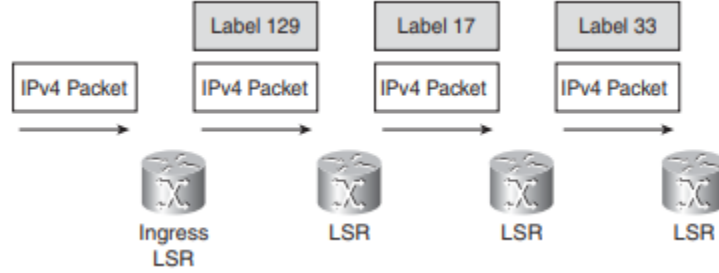 Label 129
Label 17
Label 33
IPv4 Packet
IPv4 Packet
IPv4 Packet
IPv4 Packet
Ingress
LSR
LSR
LSR
LSR